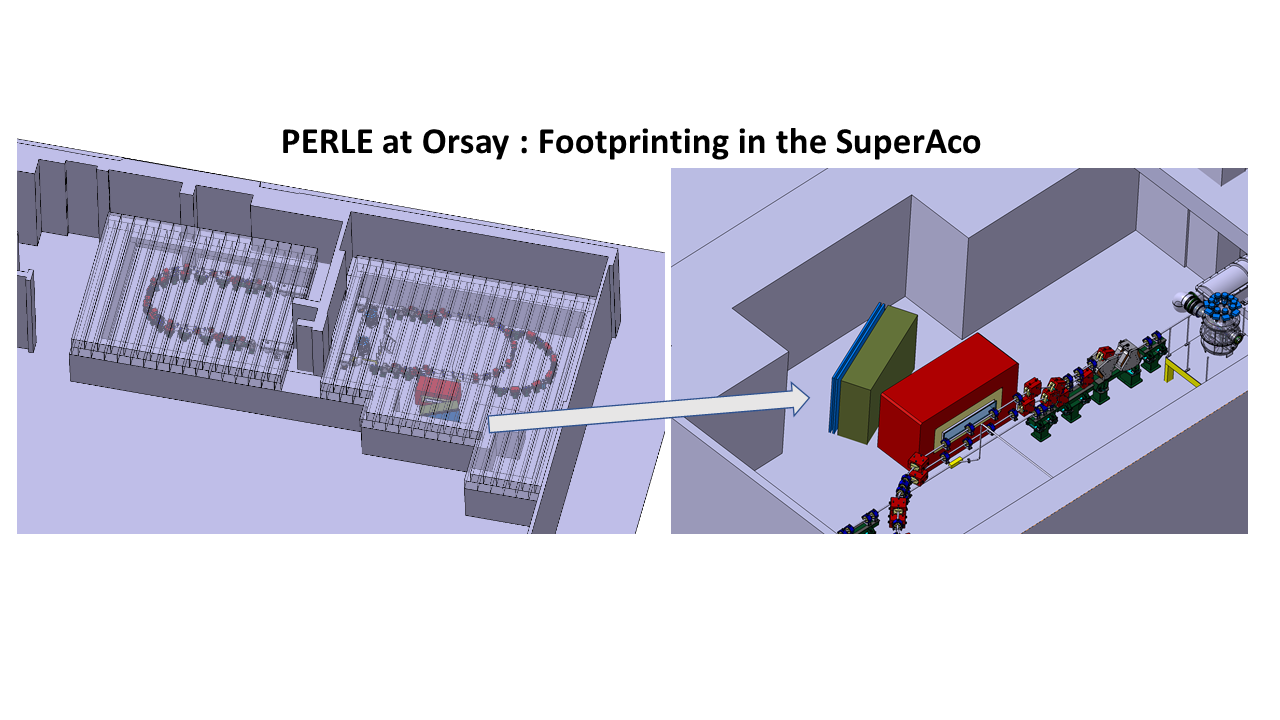 PERLE at Orsay : Footprinting in the SuperAco